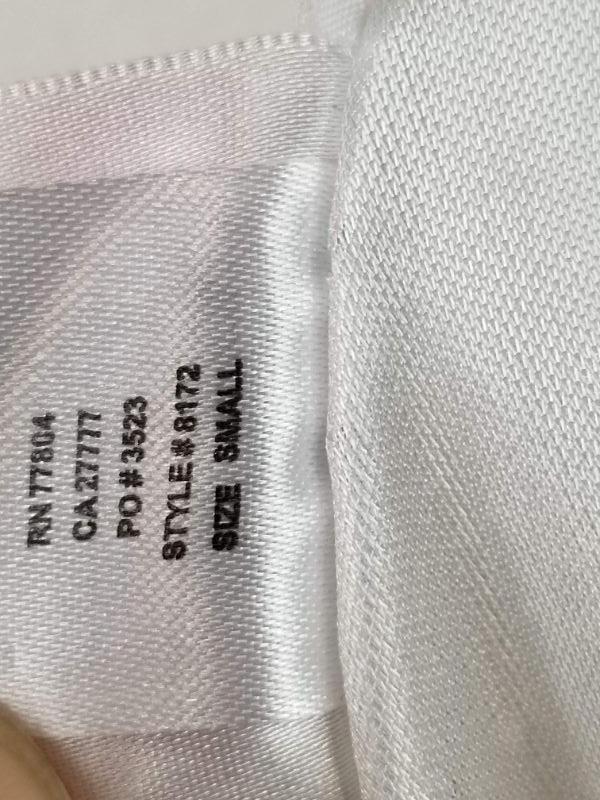 RN 77804
CA 27777
PO # 3523
STYLE # 8172
SIZE SMALL